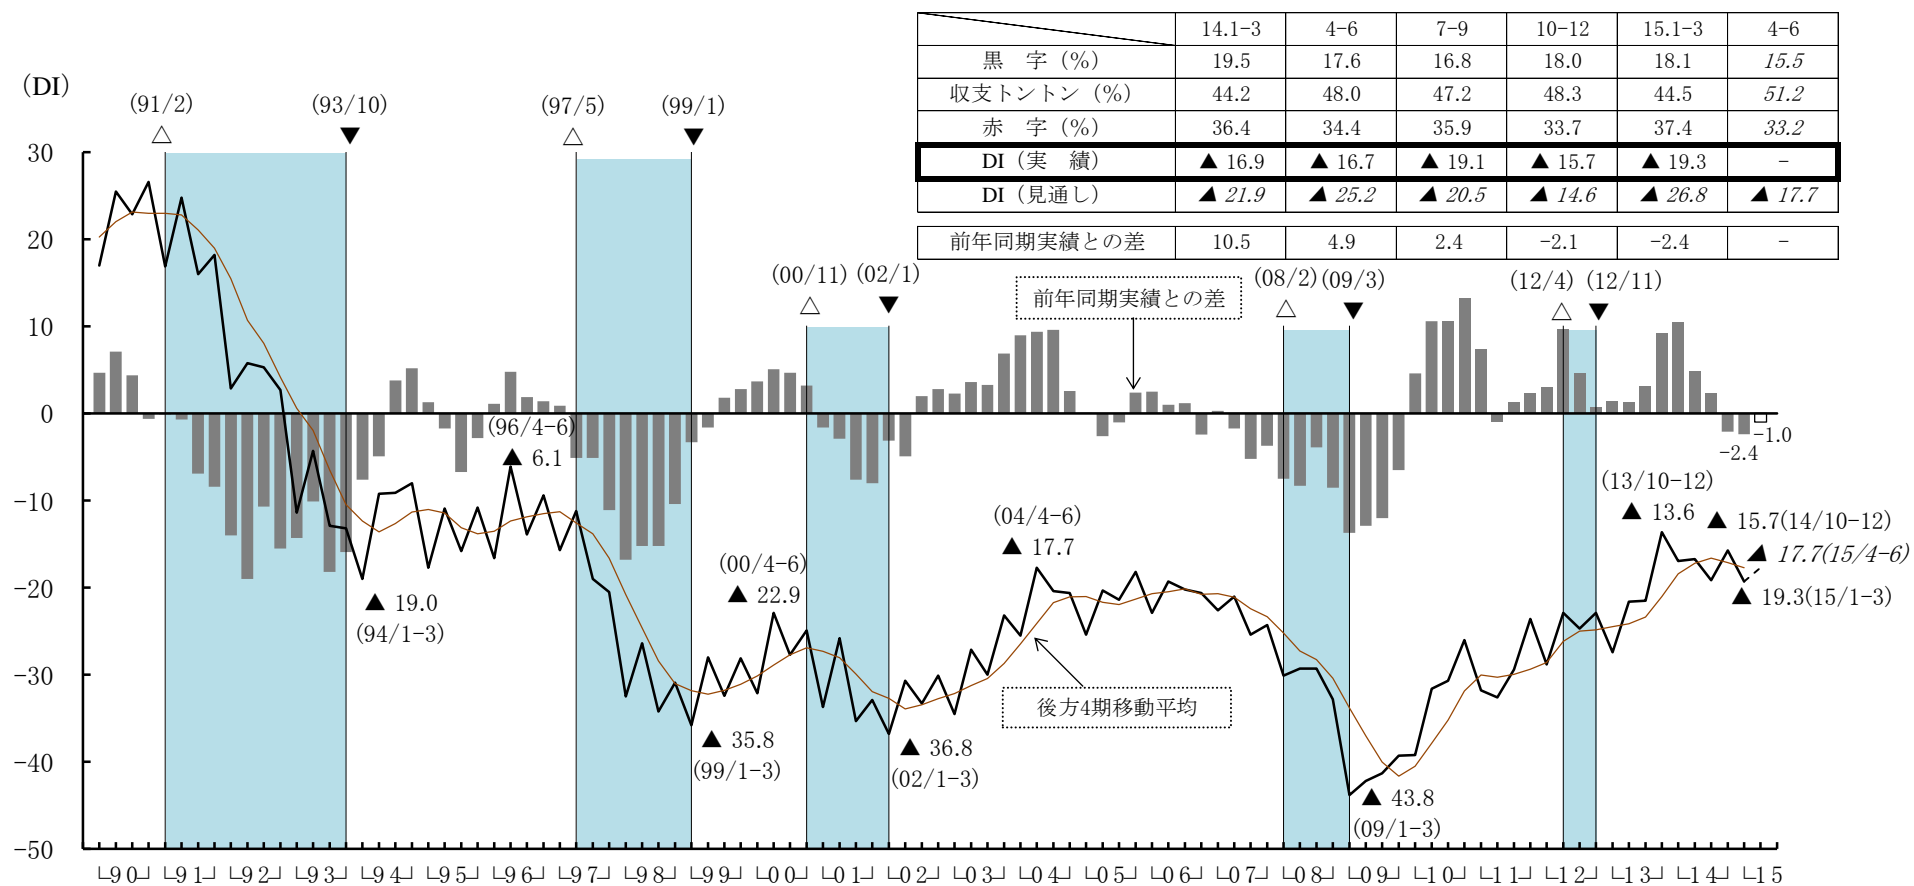 14.1-3 4-6 7-9 10-12 15.1-3 4-6
黒　字（%） 19.5 17.6 16.8 18.0 18.1 15.5
収支トントン（%） 44.2 48.0 47.2 48.3 44.5 51.2
赤　字（%） 36.4 34.4 35.9 33.7 37.4 33.2
DI（実　績） ▲ 16.9 ▲ 16.7 ▲ 19.1 ▲ 15.7 ▲ 19.3 -
DI（見通し） ▲ 21.9 ▲ 25.2 ▲ 20.5 ▲ 14.6 ▲ 26.8 ▲ 17.7
前年同期実績との差 10.5 4.9 2.4 -2.1 -2.4 -
（DI）
(91/2) (93/10) (97/5) (99/1)
△ ▼ △ ▼
(00/11) (02/1) (08/2) (09/3) (12/4) (12/11)
△ ▼ △ ▼ △ ▼
前年同期実績との差
30
20
10
0
-10
-20
-30
-40
-50
(96/4-6)
▲ 6.1
-1.0
-2.4
(13/10-12)
▲ 13.6
(04/4-6)
▲ 17.7
▲ 15.7(14/10-12)
▲ 17.7(15/4-6)
▲ 19.3(15/1-3)
(00/4-6)
▲ 22.9
▲ 19.0
(94/1-3)
後方4期移動平均
▲ 35.8
(99/1-3)
▲ 36.8
(02/1-3)
▲ 43.8
(09/1-3)
90 91 92 93 94 95 96 97 98 99 00 01 02 03 04 05 06 07 08 09 10 11 12 13 14 15